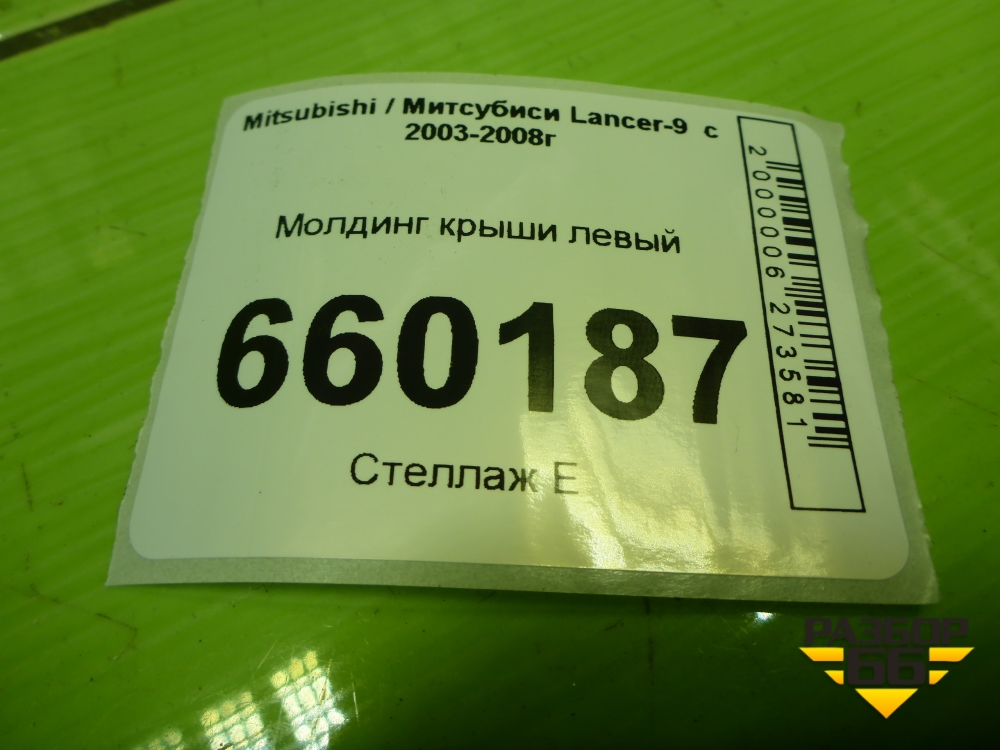 Mitsubishi / Митсубиси Lancer-9 с
2003-2008г
Молдинг крыши левый
660187
Стеллаж Е
2000006273581
РАЗБОР
66